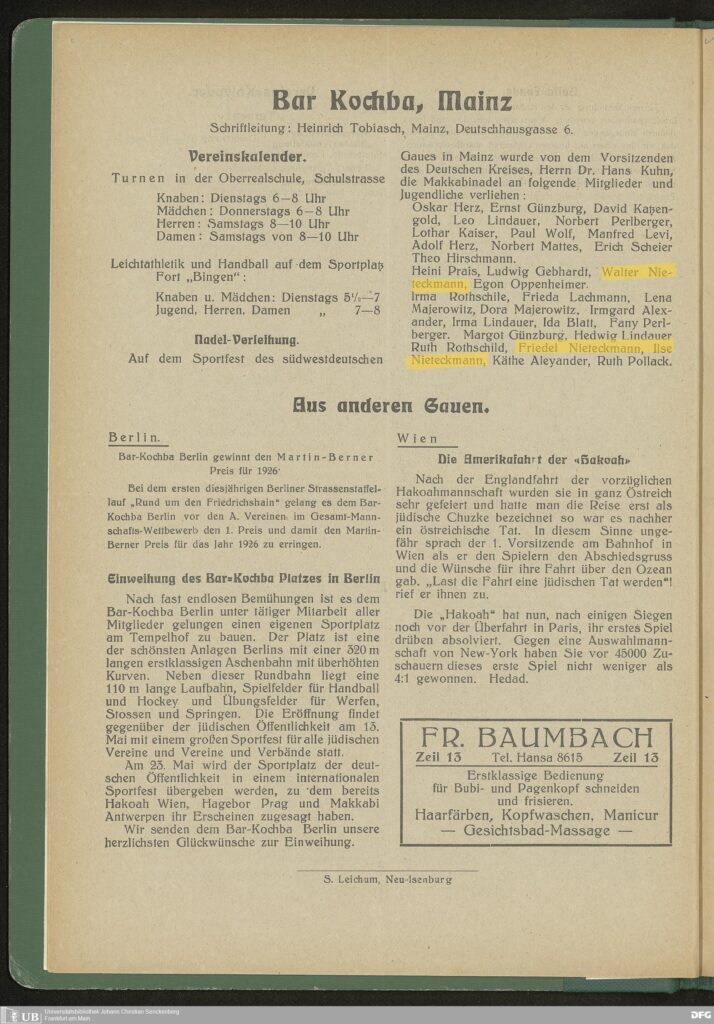 Bar Kochba, Mainz
Schriftleitung: Heinrich Tobiasch, Mainz, Deutschhausgasse 6.
Vereinskalender.
Turnen in der Oberrealschule, Schulstrasse
Knaben: Dienstags 6—8 Uhr
Mädchen: Donnerstags 6—8 Uhr
Herren: Samstags 8—10 Uhr
Damen: Samstags von 8—10 Uhr
Leichtathletik und Handball auf dem Sportplatz
Fort „Bingen":
Knaben u. Mädchen: Dienstags 5½—7
Jugend, Herren, Damen „ 7—8
Nadel-Verleihung.
Auf dem Sportfest des südwestdeutschen
Gaues in Mainz wurde von dem Vorsitzenden
des Deutschen Kreises, Herrn Dr. Hans Kuhn,
die Makkabinadel an folgende Mitglieder und
Jugendliche verliehen:
Oskar Herz, Ernst Günzburg, David Katzen-
gold, Leo Lindauer, Norbert Perlberger,
Lothar Kaiser, Paul Wolf, Manfred Levi,
Adolf Herz, Norbert Mattes, Erich Scheier
Theo Hirschmann.
Heini Prais, Ludwig Gebhardt, Walter Nie-
teckmann, Egon Oppenheimer
Irma Rothschile, Frieda Lachmann, Lena
Majerowitz, Dora Majerowitz, Irmgard Alex-
ander, Irma Lindauer, Ida Blatt, Fany Perl-
berger. Margot Günzburg, Hedwig Lindauer
Ruth Rothschild, Friedel Nieteckmann, Ilse
Nieteckmann, Käthe Aleyander, Ruth Pollack.
Aus anderen Gauen.
Berlin.
Bar-Kochba Berlin gewinnt den Martin-Berner
Preis für 1926·
Bei dem ersten diesjährigen Berliner Strassenstaffel-
lauf „Rund um den Friedrichshain" gelang es dem Bar-
Kochba Berlin vor den A. Vereinen im Gesamt-Mann-
schafts-Wettbewerb den 1. Preis und damit den Martin-
Berner Preis für das Jahr 1926 zu erringen.
Einweihung des Bar=Kochba Platzes in Berlin
Nach fast endlosen Bemühungen ist es dem
Bar-Kochba Berlin unter tätiger Mitarbeit aller
Mitglieder gelungen einen eigenen Sportplatz
am Tempelhof zu bauen. Der Platz ist eine
der schönsten Anlagen Berlins mit einer 320 m
langen erstklassigen Aschenbahn mit überhöhten
Kurven. Neben dieser Rundbahn liegt eine
110 m lange Laufbahn, Spielfelder für Handball
und Hockey und Übungsfelder für Werfen,
Stossen und Springen. Die Eröffnung findet
gegenüber der jüdischen Öffentlichkeit am 13.
Mai mit einem großen Sportfest für alle jüdischen
Vereine und Vereine und Verbände statt.
Am 23. Mai wird der Sportplatz der deut-
schen Öffentlichkeit in einem internationalen
Sportfest übergeben werden, zu dem bereits
Hakoah Wien, Hagebor Prag und Makkabi
Antwerpen ihr Erscheinen zugesagt haben.
Wir senden dem Bar-Kochba Berlin unsere
herzlichsten Glückwünsche zur Einweihung.
Wien
Die Amerikafahrt der «Hakoah»
Nach der Englandfahrt der vorzüglichen
Hakoahmannschaft wurden sie in ganz Östreich
sehr gefeiert und hatte man die Reise erst als
jüdische Chuzke bezeichnet so war es nachher
ein östreichische Tat. In diesem Sinne unge-
fähr sprach der 1. Vorsitzende am Bahnhof in
Wien als er den Spielern den Abschiedsgruss
und die Wünsche für ihre Fahrt über den Ozean
gab. „Last die Fahrt eine jüdischen Tat werden"!
rief er ihnen zu.
Die „Hakoah" hat nun, nach einigen Siegen
noch vor der Überfahrt in Paris, ihr erstes Spiel
drüben absolviert. Gegen eine Auswahlmann-
schaft von New-York haben Sie vor 45000 Zu-
schauern dieses erste Spiel nicht weniger als
4:1 gewonnen. Hedad.
FR. BAUMBACH
Zeil 13 Tel. Hansa 8615 Zeil 13
Erstklassige Bedienung
für Bubi- und Pagenkopf schneiden
und frisieren.
Haarfärben, Kopfwaschen, Manicur
— Gesichtsbad-Massage —
S. Leichum, Neu-Isenburg
UB Universitätsbibliothek Johann Christian Senckenberg
Frankfurt am Main
DFG